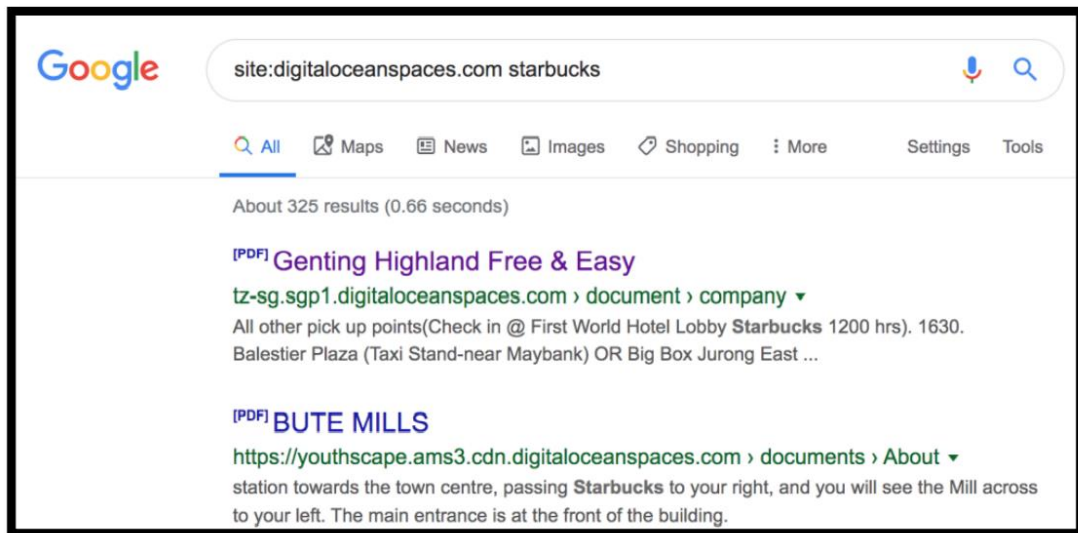 Google
site:digitaloceanspaces.com starbucks
All Maps News Images Shopping More Settings Tools
About 325 results (0.66 seconds)
[PDF] Genting Highland Free & Easy
tz-sg.sgp1.digitaloceanspaces.com › document › company
All other pick up points(Check in @ First World Hotel Lobby Starbucks 1200 hrs). 1630.
Balestier Plaza (Taxi Stand-near Maybank) OR Big Box Jurong East ...
[PDF] BUTE MILLS
https://youthscape.ams3.cdn.digitaloceanspaces.com › documents › About
station towards the town centre, passing Starbucks to your right, and you will see the Mill across
to your left. The main entrance is at the front of the building.